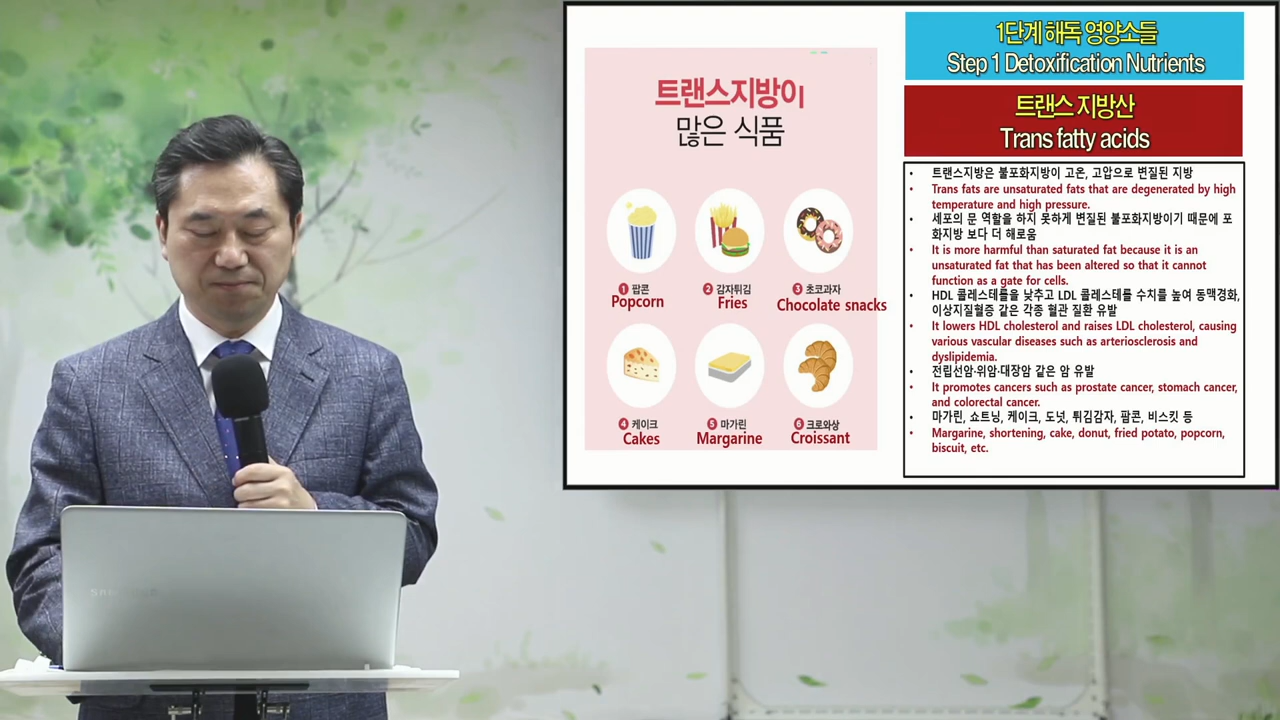 트랜스지방이
많은 식품
1 팝콘
Popcorn
2 감자튀김
Fries
3 초코과자
Chocolate snacks
4 케이크
Cakes
5 마가린
Margarine
6 크로와상
Croissant
1단계 해독 영양소들
Step 1 Detoxification Nutrients
트랜스 지방산
Trans fatty acids
• 트랜스지방은 불포화지방이 고온, 고압으로 변질된 지방
• Trans fats are unsaturated fats that are degenerated by high
temperature and high pressure.
• 세포의 문 역할을 하지 못하게 변질된 불포화지방이기 때문에 포
화지방 보다 더 해로움
• It is more harmful than saturated fat because it is an
unsaturated fat that has been altered so that it cannot
function as a gate for cells.
• HDL 콜레스테롤을 낮추고 LDL 콜레스테롤 수치를 높여 동맥경화,
이상지질혈증 같은 각종 혈관 질환 유발
• It lowers HDL cholesterol and raises LDL cholesterol, causing
various vascular diseases such as arteriosclerosis and
dyslipidemia.
• 전립선암·위암·대장암 같은 암 유발
• It promotes cancers such as prostate cancer, stomach cancer,
and colorectal cancer.
• 마가린, 쇼트닝, 케이크, 도넛, 튀김감자, 팝콘, 비스킷 등
• Margarine, shortening, cake, donut, fried potato, popcorn,
biscuit, etc.